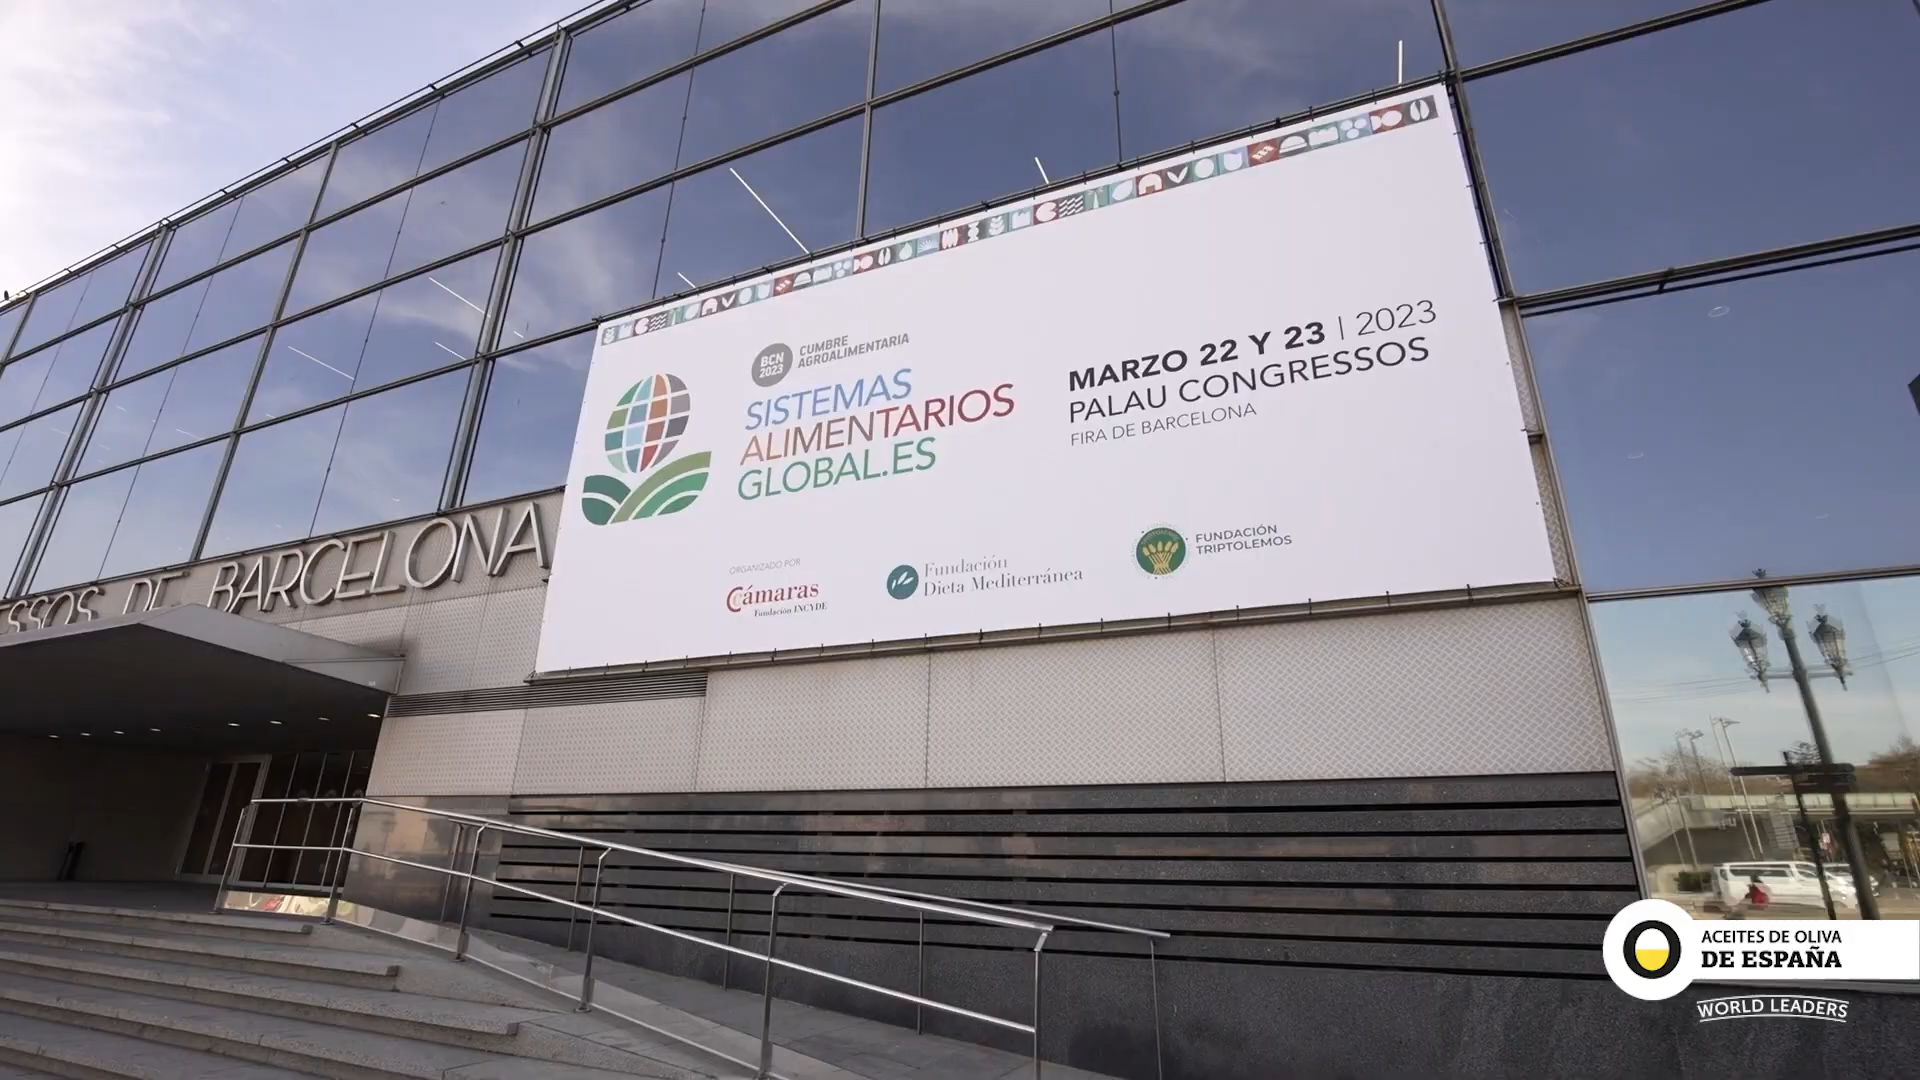 BCN
2023
CUMBRE
AGROALIMENTARIA
SISTEMAS
ALIMENTARIOS
GLOBAL.ES
MARZO 22 Y 23 | 2023
PALAU CONGRESSOS
FIRA DE BARCELONA
ORGANIZADO POR
Cámaras
Fundación INCYDE
Fundación
Dieta Mediterránea
FUNDACIÓN
TRIPTOLEMOS
SSOS DE BARCELONA
ACEITES DE OLIVA
DE ESPAÑA
WORLD LEADERS